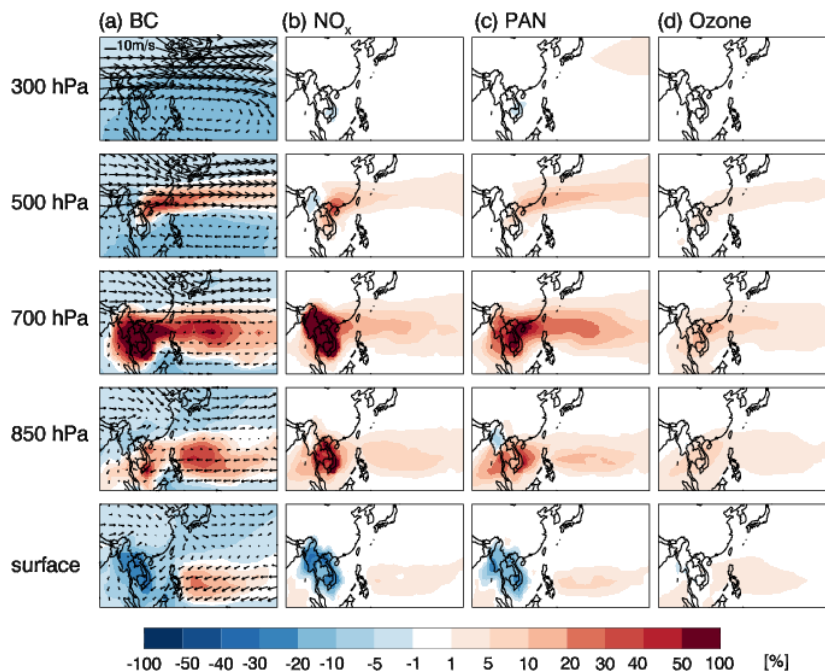 (a) BC (b) NOx (c) PAN (d) Ozone
10m/s
300 hPa
500 hPa
700 hPa
850 hPa
surface
-100 -50 -40 -30 -20 -10 -5 -1 1 5 10 20 30 40 50 100 [%]